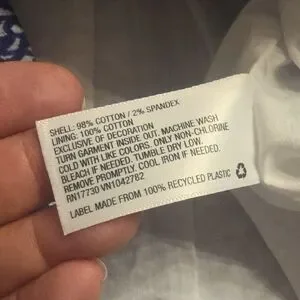 SHELL: 98% COTTON / 2% SPANDEX
LINING: 100% COTTON
EXCLUSIVE OF DECORATION
TURN GARMENT INSIDE OUT. MACHINE WASH
COLD WITH LIKE COLORS. ONLY NON-CHLORINE
BLEACH IF NEEDED. TUMBLE DRY LOW.
REMOVE PROMPTLY. COOL IRON IF NEEDED.
RN17730 VN1042762
LABEL MADE FROM 100% RECYCLED PLASTIC